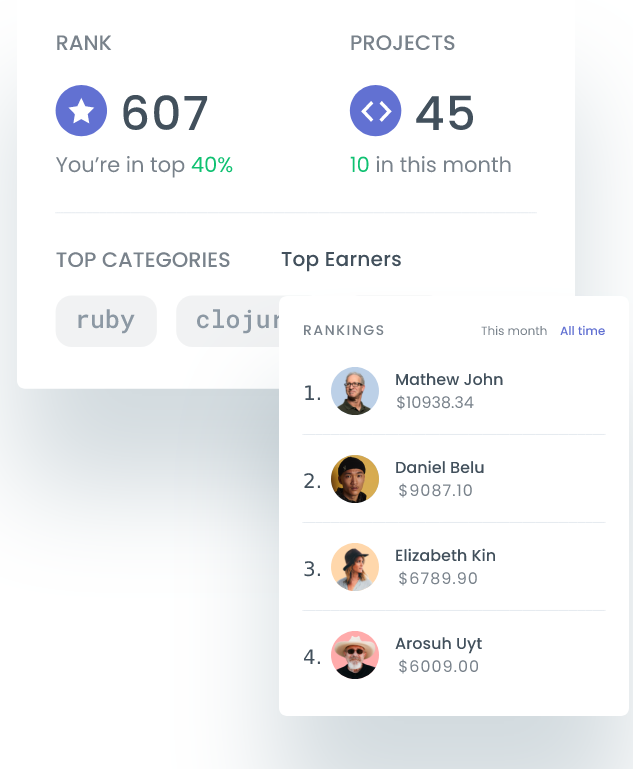 RANK
PROJECTS
607
45
You're in top 40%
10 in this month
TOP CATEGORIES
Top Earners
ruby
RANKINGS
This month
All time
1.
Mathew John
$10938.34
2.
Daniel Belu
$9087.10
3.
Elizabeth Kin
$6789.90
4.
Arosuh Uyt
$6009.00